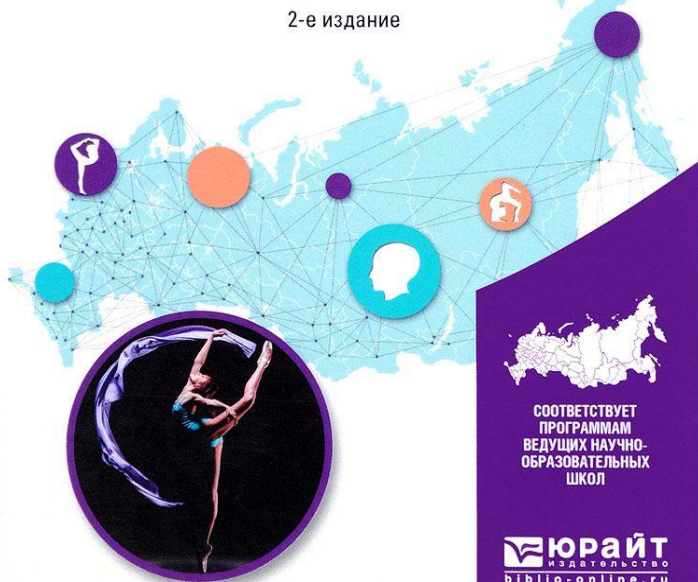 2-е издание
СООТВЕТСТВУЕТ
ПРОГРАММАМ
ВЕДУЩИХ НАУЧНО-
ОБРАЗОВАТЕЛЬНЫХ
ШКОЛ
ЮРАЙТ
ИЗДАТЕЛЬСТВО
biblio-online.ru